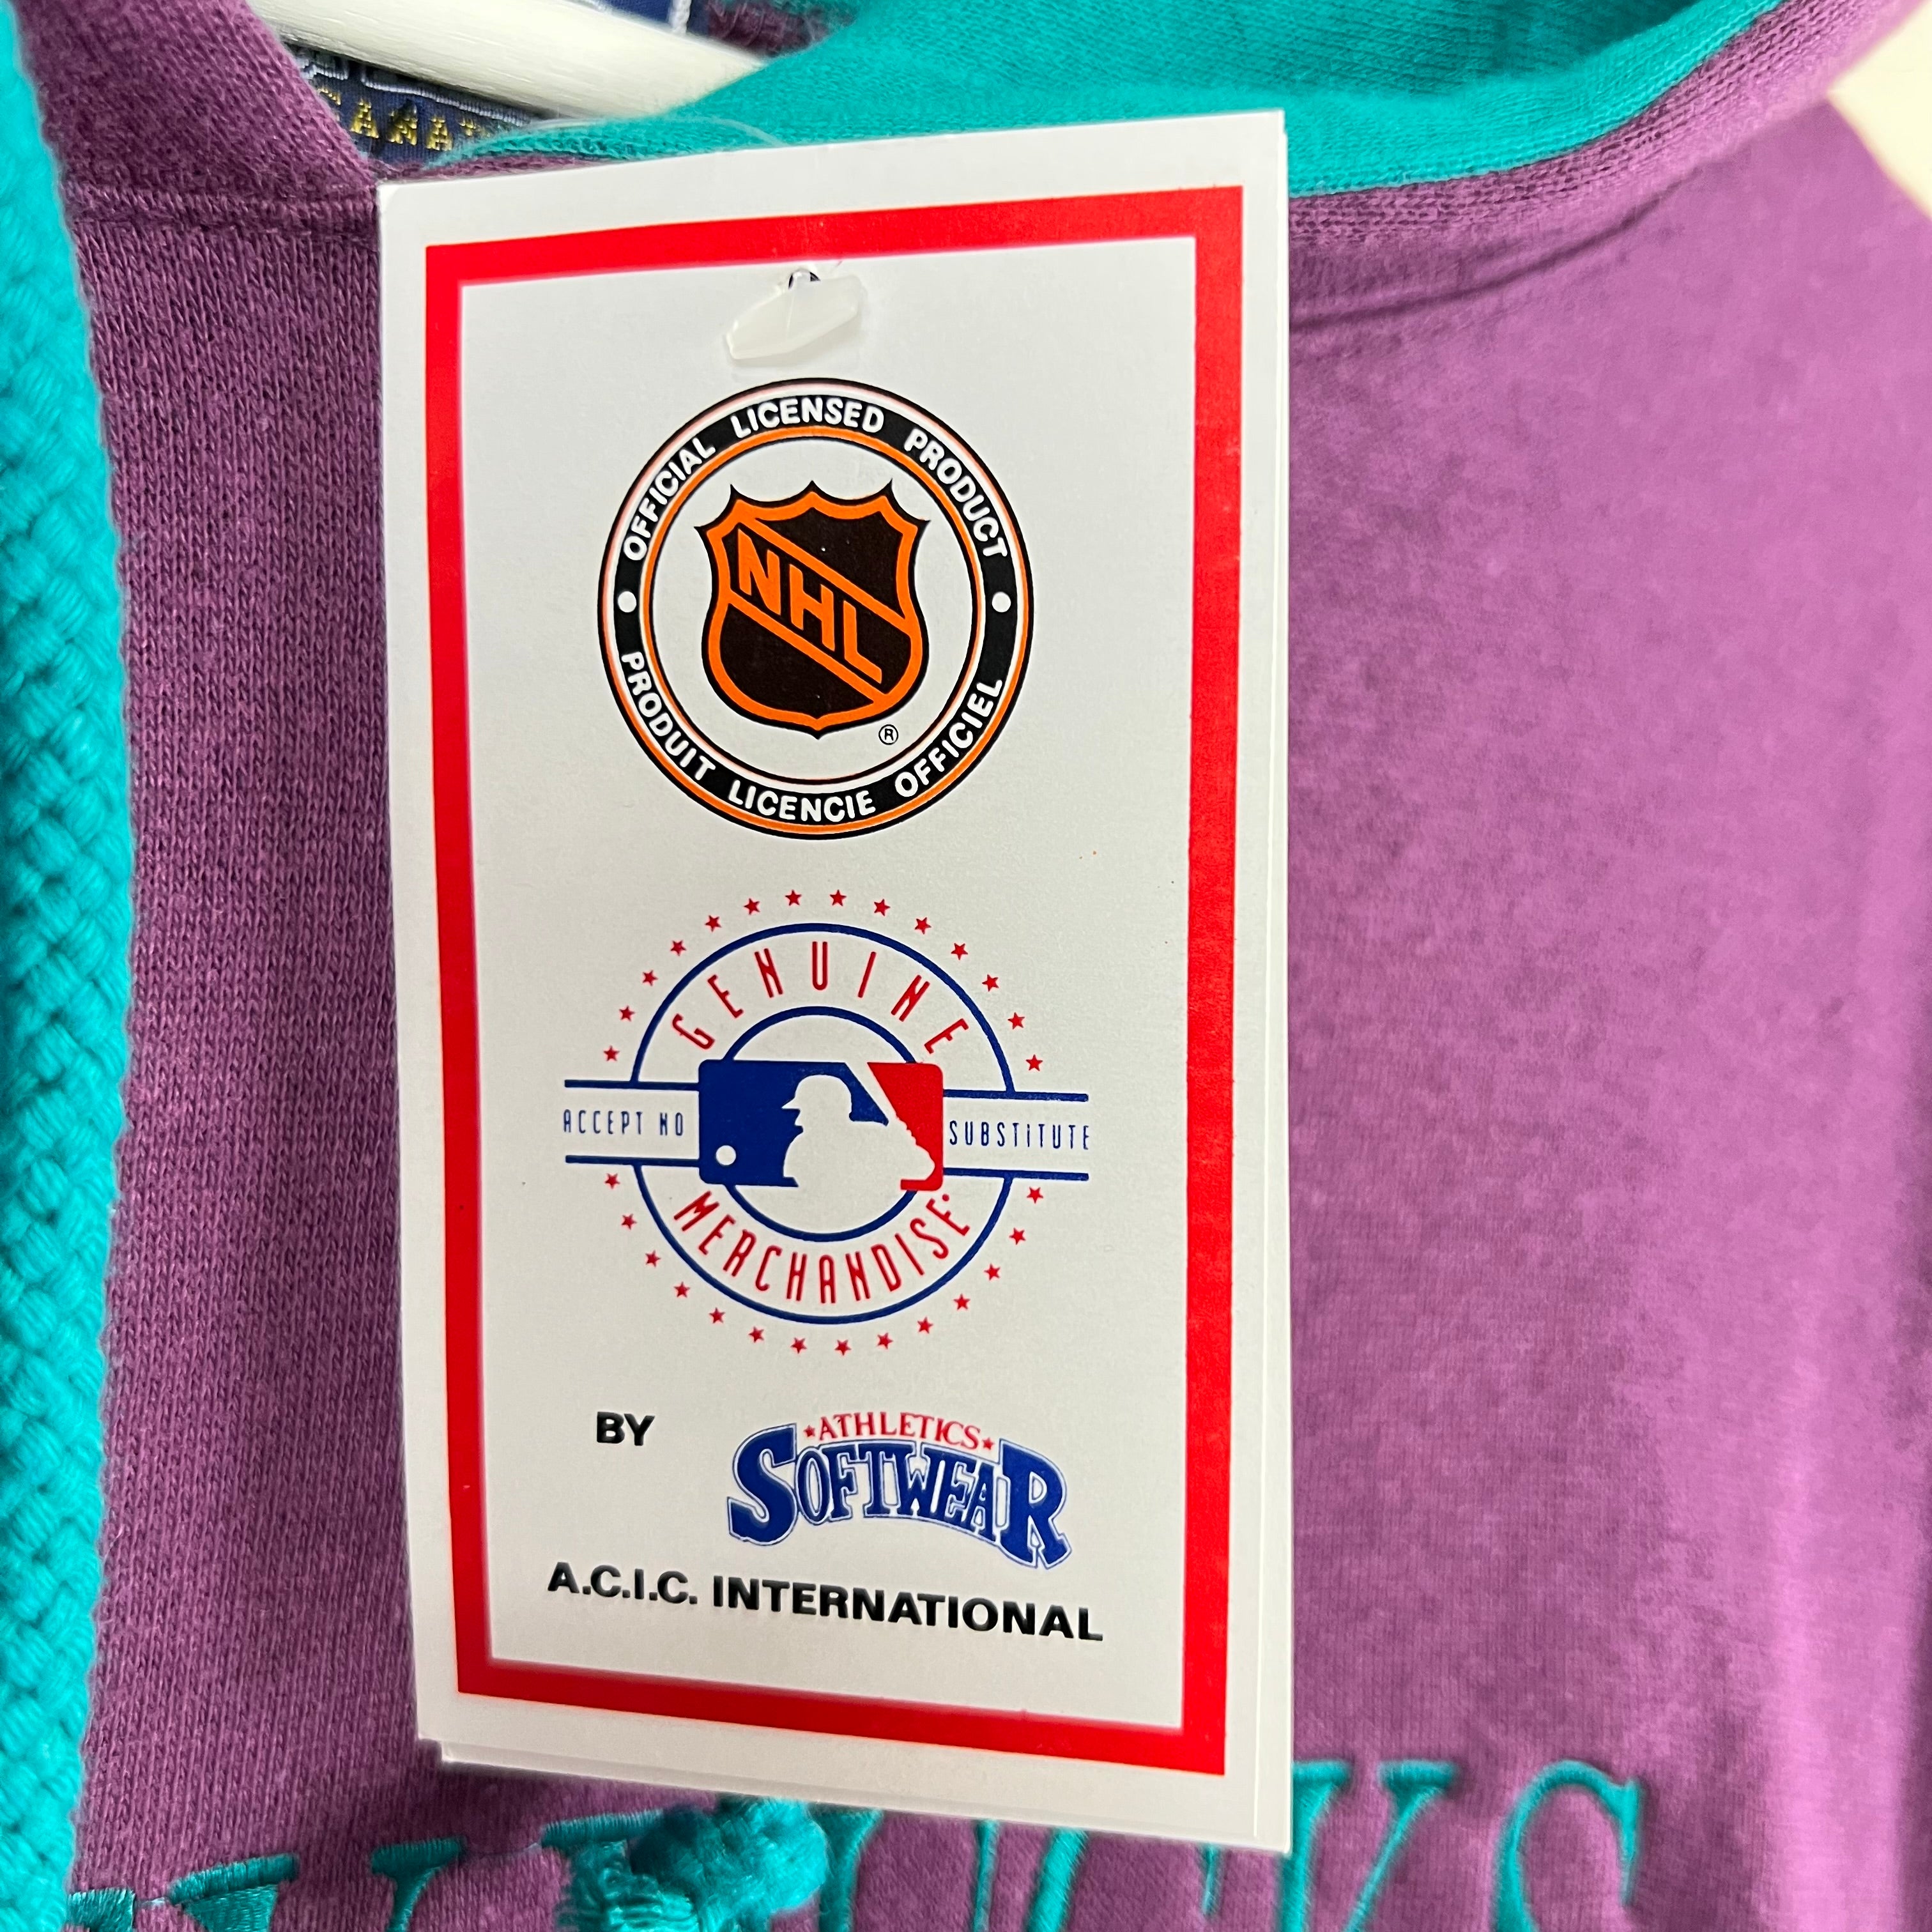 OFFICIAL LICENSED PRODUCT
NHL
®
PRODUIT LICENCIE OFFICIEL
GENUINE
ACCEPT NO SUBSTITUTE
MERCHANDISE
BY
ATHLETICS
SOFTWEAR
A.C.I.C. INTERNATIONAL